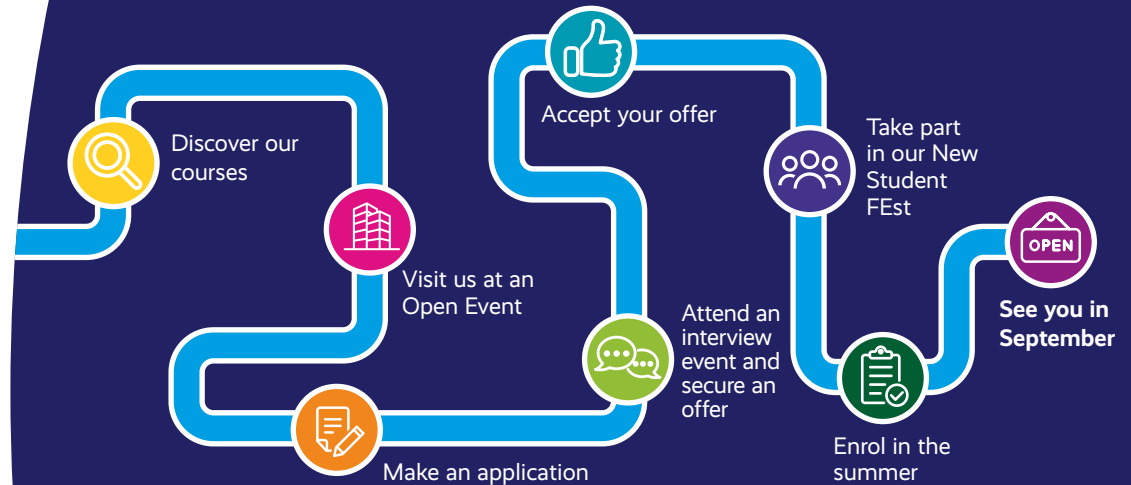 Discover our
courses
Visit us at an
Open Event
Make an application
Attend an
interview
event and
secure an
offer
Accept your offer
Take part
in our New
Student
FEst
Enrol in the
summer
OPEN
See you in
September